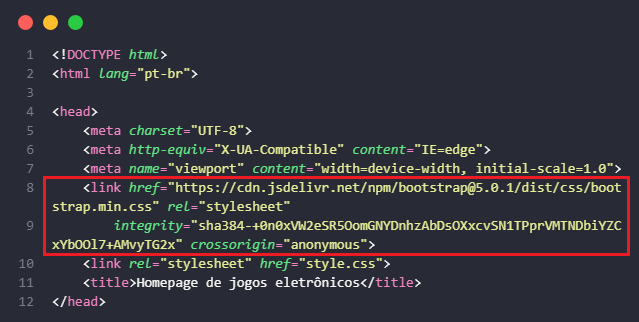 1 <!DOCTYPE html>
2 <html lang="pt-br">
3
4 <head>
5 <meta charset="UTF-8">
6 <meta http-equiv="X-UA-Compatible" content="IE=edge">
7 <meta name="viewport" content="width=device-width, initial-scale=1.0">
8 <link href="https://cdn.jsdelivr.net/npm/bootstrap@5.0.1/dist/css/boot
strap.min.css" rel="stylesheet"
9 integrity="sha384-+0n0xVW2eSR5OomGNYDnhzAbDsOXxcvSN1TPprVMTNDbiYZC
xYbOOl7+AMvyTG2x" crossorigin="anonymous">
10 <link rel="stylesheet" href="style.css">
11 <title>Homepage de jogos eletrônicos</title>
12 </head>